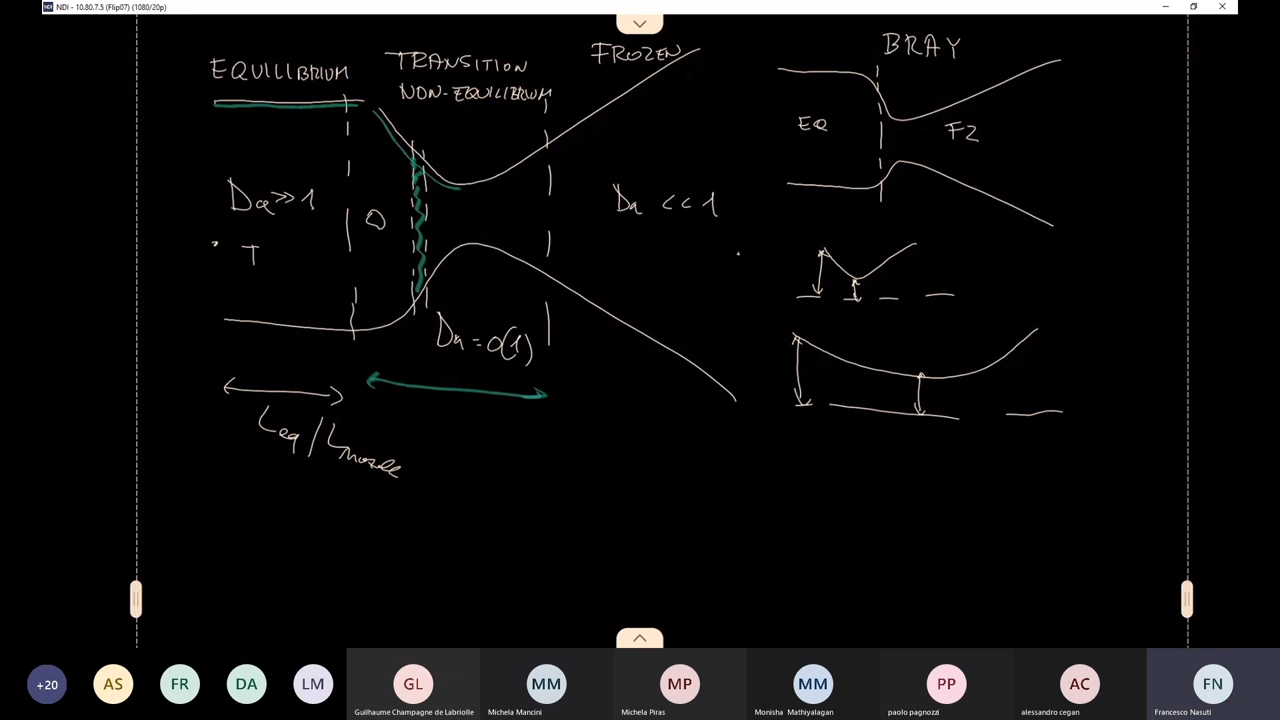 NDI - 10.80.7.5 (Flip07) (1080/20p)
EQUILIBRIUM
TRANSITION
NON-EQUILIBRIUM
FROZEN
Da >> 1
T
Da = O(1)
Da << 1
Leq / Lnozzle
BRAY
EQ
FZ
+20
AS
FR
DA
LM
GL
Guilhaume Champagne de Labriolle
MM
Michela Mancini
MP
Michela Piras
MM
Monisha Mathiyalagan
PP
paolo pagnozzi
AC
alessandro cegan
FN
Francesco Nasuti